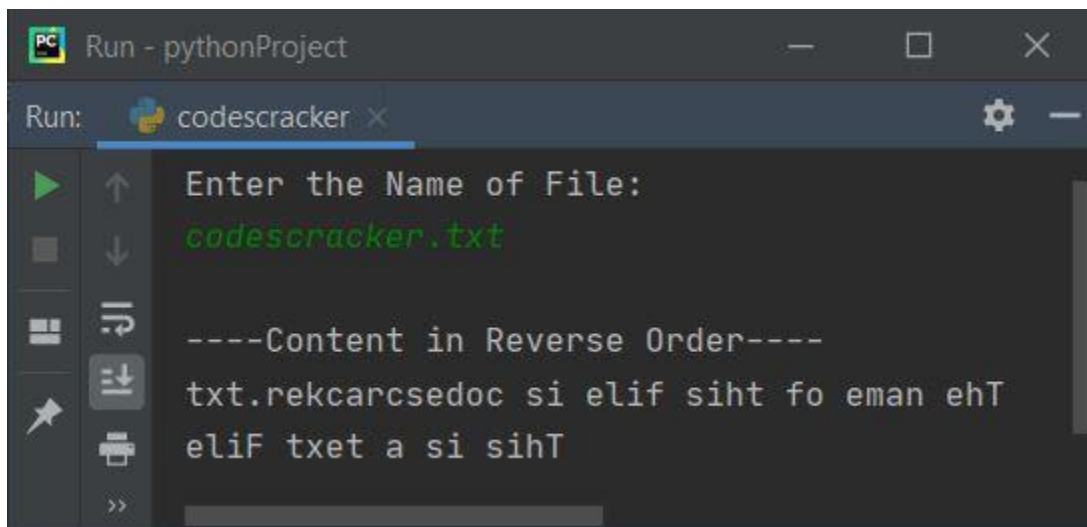 PC Run - pythonProject
Run: codescracker
Enter the Name of File:
codescracker.txt
----Content in Reverse Order----
txt.rekcarcsedoc si elif siht fo eman ehT
eliF txet a si sihT